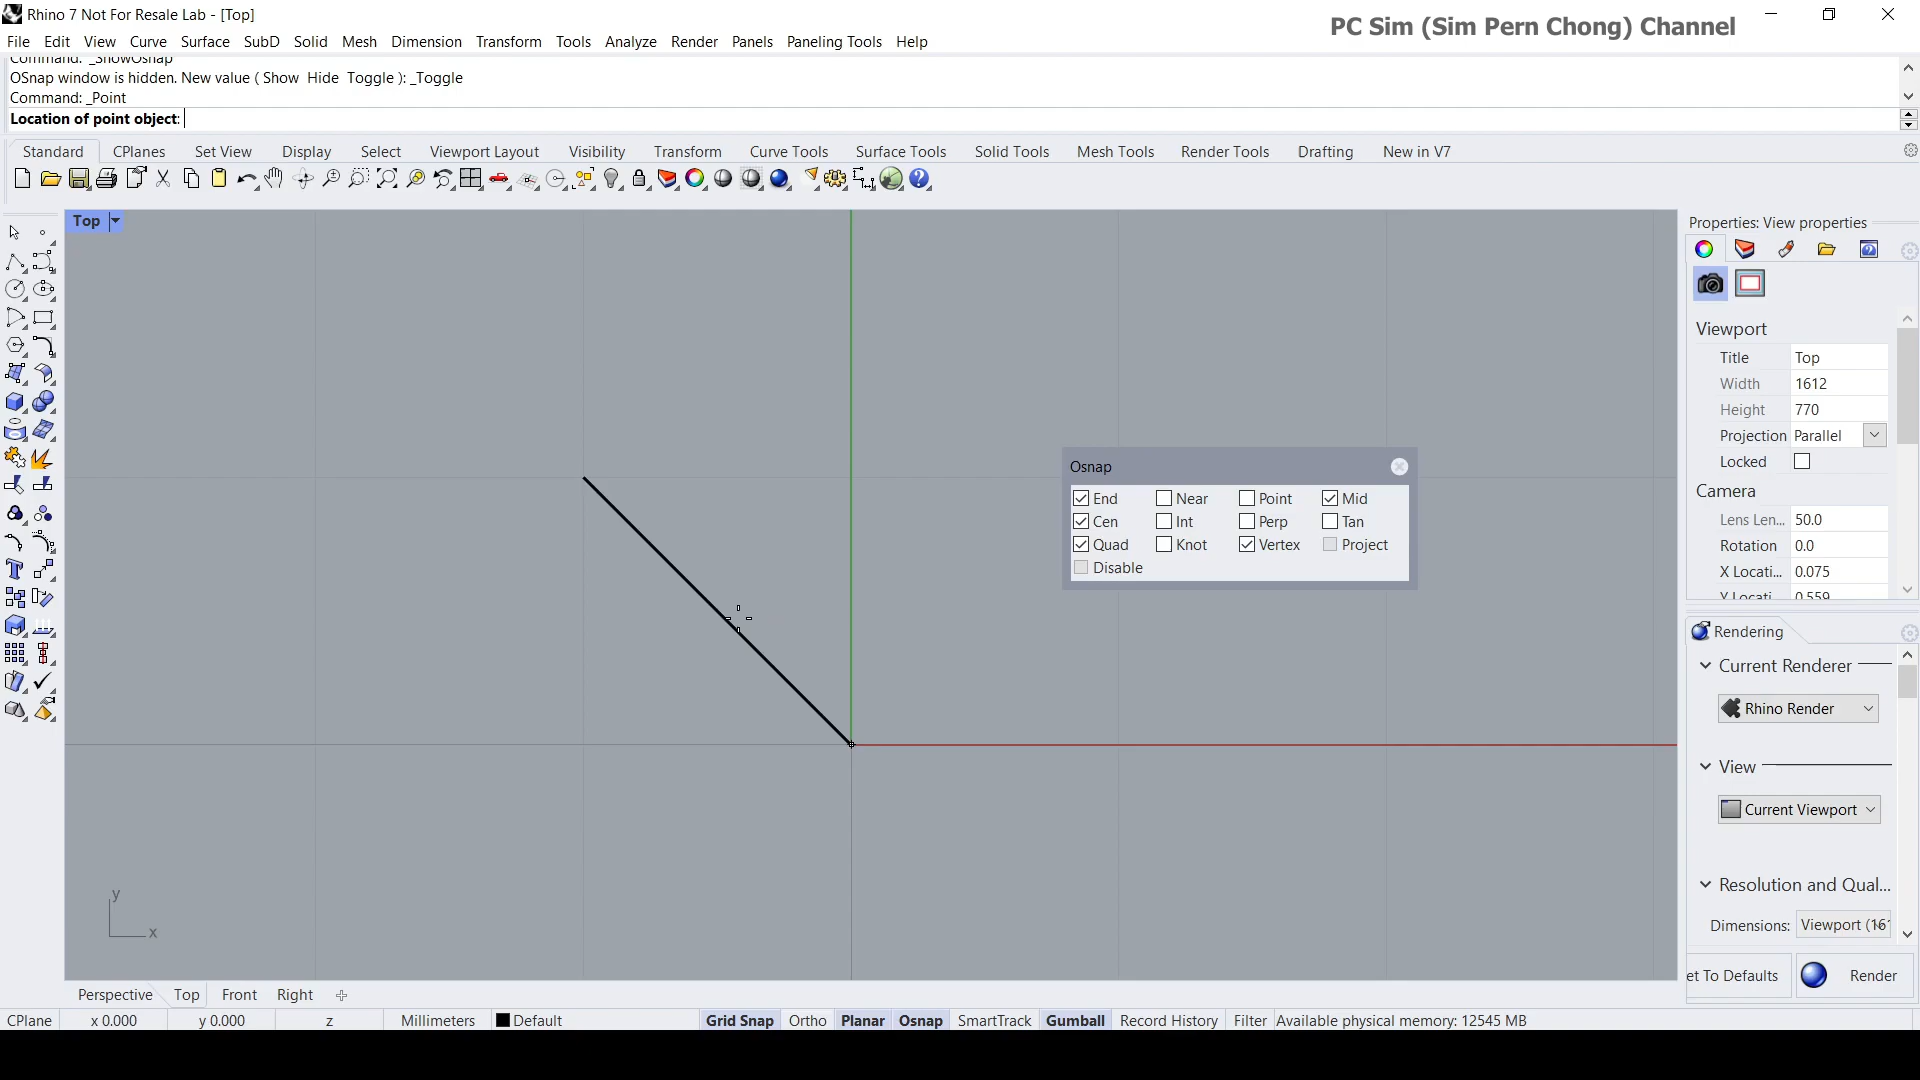 Rhino 7 Not For Resale Lab - [Top]
PC Sim (Sim Pern Chong) Channel
File Edit View Curve Surface SubD Solid Mesh Dimension Transform Tools Analyze Render Panels Paneling Tools Help
Command: _ShowOsnap
OSnap window is hidden. New value ( Show Hide Toggle ): _Toggle
Command: _Point
Location of point object:
Standard CPlanes Set View Display Select Viewport Layout Visibility Transform Curve Tools Surface Tools Solid Tools Mesh Tools Render Tools Drafting New in V7
Top
Properties: View properties
Viewport
Title Top
Width 1612
Height 770
Projection Parallel
Locked
Camera
Lens Len... 50.0
Rotation 0.0
X Locati... 0.075
Y Locati... 0.559
Osnap
End Near Point Mid
Cen Int Perp Tan
Quad Knot Vertex Project
Disable
Rendering
Current Renderer
Rhino Render
View
Current Viewport
Resolution and Qual...
Dimensions: Viewport (161
et To Defaults Render
y
x
Perspective Top Front Right
CPlane x 0.000 y 0.000 z Millimeters Default Grid Snap Ortho Planar Osnap SmartTrack Gumball Record History Filter Available physical memory: 12545 MB